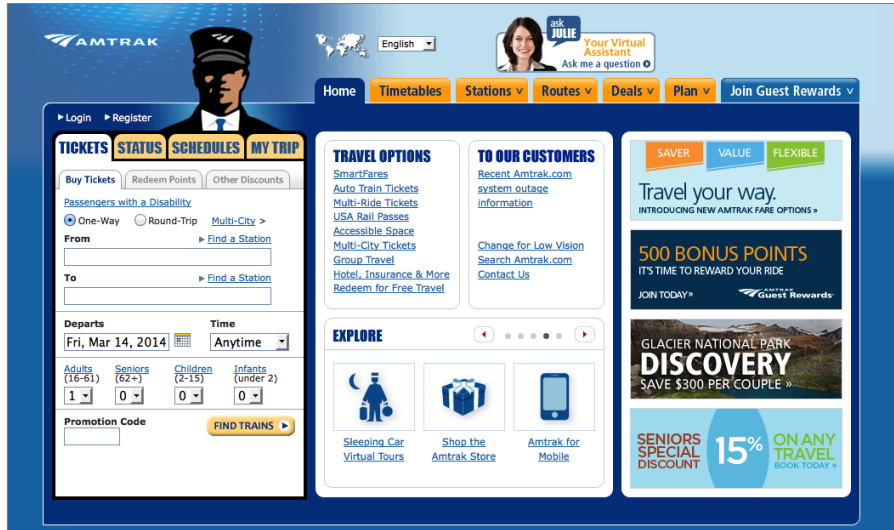 AMTRAK
English
ask
JULIE
Your Virtual
Assistant
Ask me a question
Home
Timetables
Stations v
Routes v
Deals v
Plan v
Join Guest Rewards v
Login
Register
TICKETS
STATUS
SCHEDULES
MY TRIP
Buy Tickets
Redeem Points
Other Discounts
Passengers with a Disability
One-Way
Round-Trip
Multi-City >
From
Find a Station
To
Find a Station
Departs
Time
Fri, Mar 14, 2014
Anytime
Adults
(16-61)
Seniors
(62+)
Children
(2-15)
Infants
(under 2)
1
0
0
0
Promotion Code
FIND TRAINS
TRAVEL OPTIONS
SmartFares
Auto Train Tickets
Multi-Ride Tickets
USA Rail Passes
Accessible Space
Multi-City Tickets
Group Travel
Hotel, Insurance & More
Redeem for Free Travel
TO OUR CUSTOMERS
Recent Amtrak.com
system outage
information
Change for Low Vision
Search Amtrak.com
Contact Us
EXPLORE
Sleeping Car
Virtual Tours
Shop the
Amtrak Store
Amtrak for
Mobile
SAVER
VALUE
FLEXIBLE
Travel your way.
INTRODUCING NEW AMTRAK FARE OPTIONS »
500 BONUS POINTS
IT'S TIME TO REWARD YOUR RIDE
JOIN TODAY »
AMTRAK
Guest Rewards
GLACIER NATIONAL PARK
DISCOVERY
SAVE $300 PER COUPLE »
SENIORS
SPECIAL
DISCOUNT
15%
ON ANY
TRAVEL
BOOK TODAY »